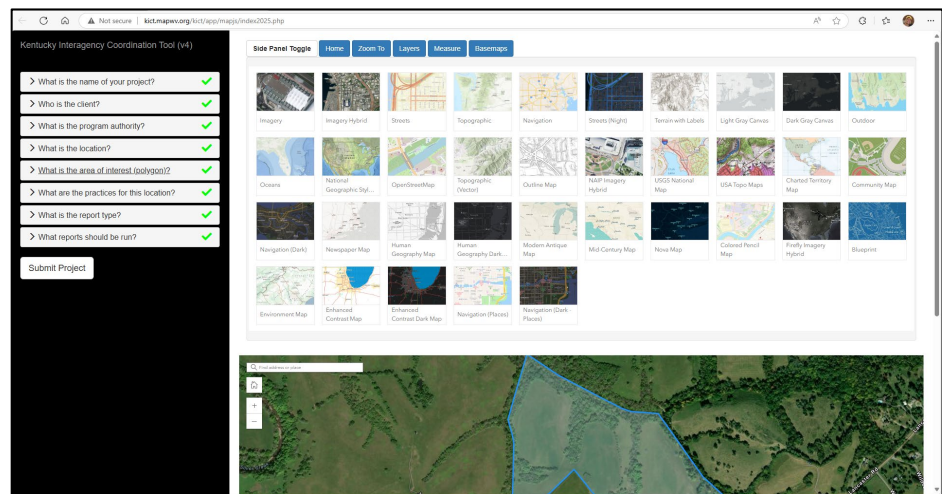 Not secure kict.mapwv.org/kict/app/mapjs/index2025.php
Kentucky Interagency Coordination Tool (v4)
What is the name of your project?
Who is the client?
What is the program authority?
What is the location?
What is the area of interest (polygon)?
What are the practices for this location?
What is the report type?
What reports should be run?
Submit Project
Side Panel Toggle Home Zoom To Layers Measure Basemaps
Imagery Imagery Hybrid Streets Topographic Navigation Streets (Night) Terrain with Labels Light Gray Canvas Dark Gray Canvas Outdoor
Oceans National Geographic Styl... OpenStreetMap Topographic (Vector) Outline Map NAIP Imagery Hybrid USGS National Map USA Topo Maps Charted Territory Map Community Map
Navigation (Dark) Newspaper Map Human Geography Map Human Geography Dark... Modern Antique Map Mid-Century Map Nova Map Colored Pencil Map Firefly Imagery Hybrid Blueprint
Environment Map Enhanced Contrast Map Enhanced Contrast Dark Map Navigation (Places) Navigation (Dark - Places)
Find address or place